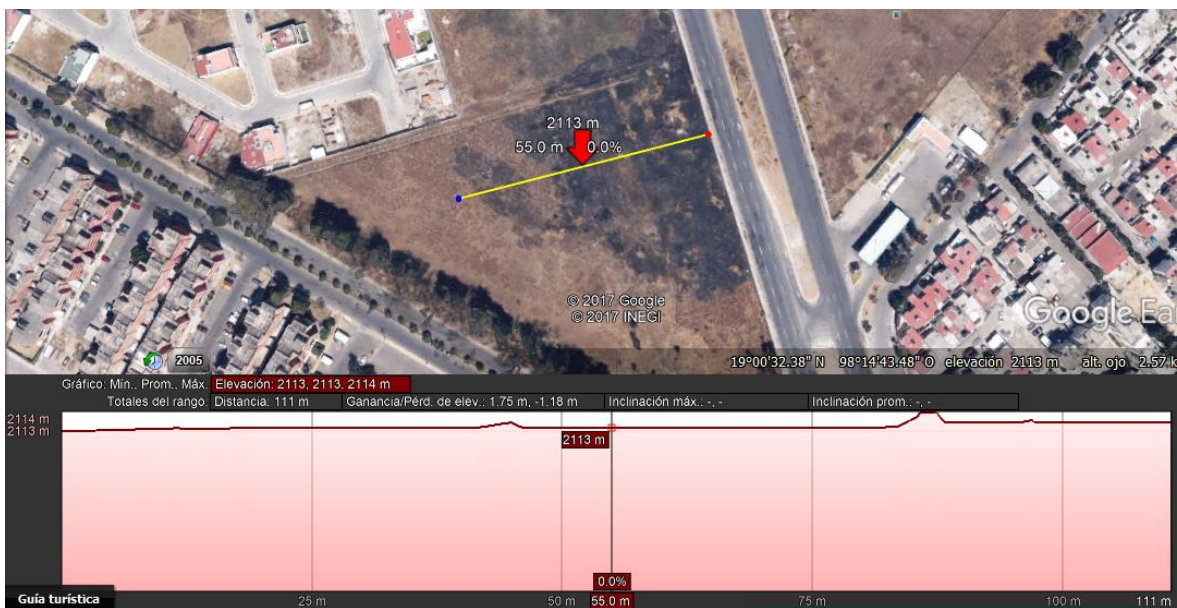 2113 m
55.0 m 0.0%
© 2017 Google
© 2017 INEGI
Google Ea
2005
19°00'32.38" N 98°14'43.48" O elevación 2113 m alt. ojo 2.57 k
Gráfico: Mín., Prom., Máx. Elevación: 2113, 2113, 2114 m
Totales del rango: Distancia: 111 m Ganancia/Pérd. de elev.: 1.75 m, -1.18 m Inclinación máx.: -, - Inclinación prom.: -, -
2114 m
2113 m
2113 m
0.0%
Guía turística
25 m 50 m 55.0 m 75 m 100 m 111 m